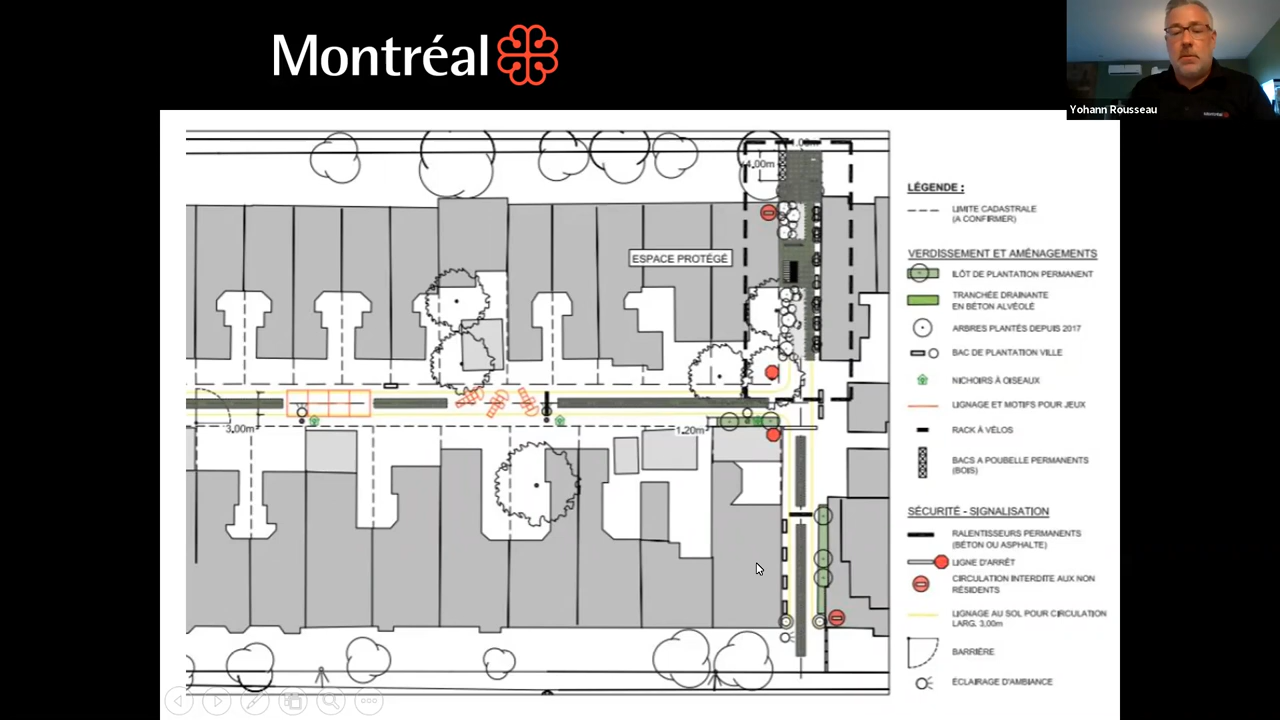 Montréal
Yohann Rousseau
1.00m
4.00m
ESPACE PROTÉGÉ
3,00m
1.20m
LÉGENDE :
LIMITE CADASTRALE
(A CONFIRMER)
VERDISSEMENT ET AMÉNAGEMENTS
ILÔT DE PLANTATION PERMANENT
TRANCHÉE DRAINANTE
EN BÉTON ALVÉOLÉ
ARBRES PLANTÉS DEPUIS 2017
BAC DE PLANTATION VILLE
NICHOIRS À OISEAUX
LIGNAGE ET MOTIFS POUR JEUX
RACK À VÉLOS
BACS A POUBELLE PERMANENTS
(BOIS)
SÉCURITÉ - SIGNALISATION
RALENTISSEURS PERMANENTS
(BÉTON OU ASPHALTE)
LIGNE D'ARRÊT
CIRCULATION INTERDITE AUX NON
RÉSIDENTS
LIGNAGE AU SOL POUR CIRCULATION
LARG. 3,00m
BARRIÈRE
ÉCLAIRAGE D'AMBIANCE